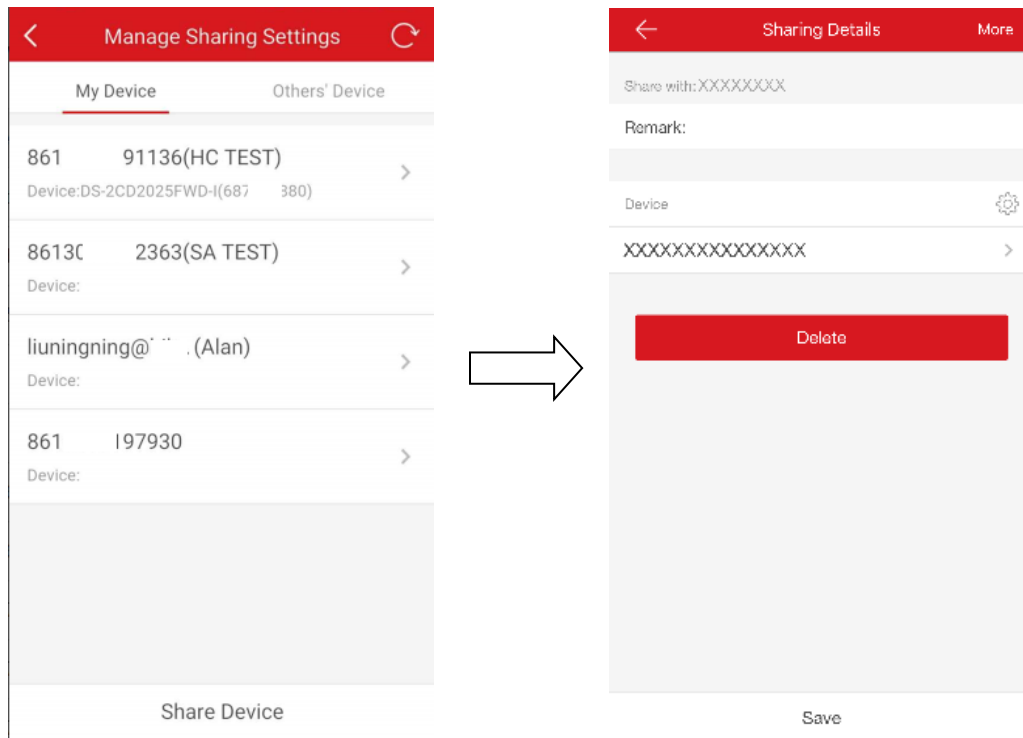 Manage Sharing Settings
My Device
Others' Device
861 91136(HC TEST)
Device:DS-2CD2025FWD-I(687 380)
8613 2363(SA TEST)
Device:
liuningning@ (Alan)
Device:
861 197930
Device:
Share Device
Sharing Details
More
Share with:XXXXXXXX
Remark:
Device
XXXXXXXXXXXXXXX
Delete
Save